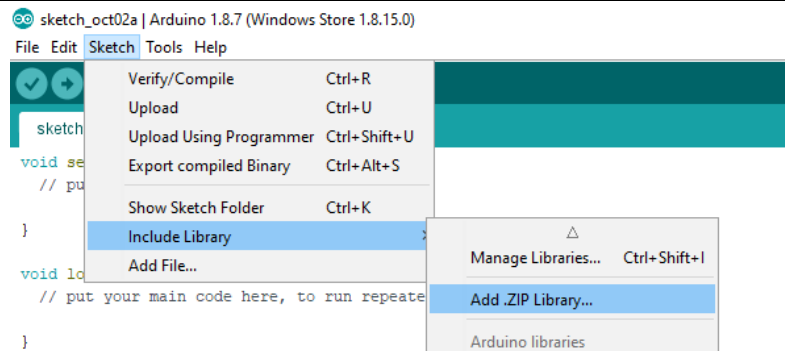 sketch_oct02a | Arduino 1.8.7 (Windows Store 1.8.15.0)
File Edit Sketch Tools Help
Verify/Compile Ctrl+R
Upload Ctrl+U
sketch
Upload Using Programmer Ctrl+Shift+U
void se
Export compiled Binary Ctrl+Alt+S
// pu
Show Sketch Folder Ctrl+K
}
Include Library
Manage Libraries... Ctrl+Shift+I
void lo
Add File...
// put your main code here, to run repeate
Add .ZIP Library...
}
Arduino libraries